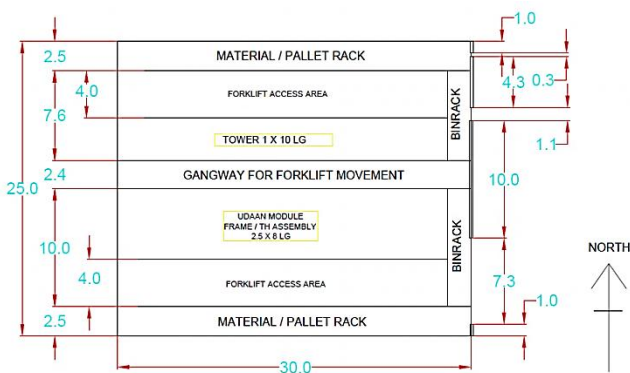 1.0
2.5
MATERIAL / PALLET RACK
4.0
FORKLIFT ACCESS AREA
4.3
0.3
7.6
BINRACK
TOWER 1 X 10 LG
1.1
2.4
GANGWAY FOR FORKLIFT MOVEMENT
10.0
25.0
UDAAN MODULE
FRAME / TH ASSEMBLY
2.5 X 8 LG
BINRACK
10.0
NORTH
4.0
FORKLIFT ACCESS AREA
7.3
2.5
MATERIAL / PALLET RACK
1.0
30.0